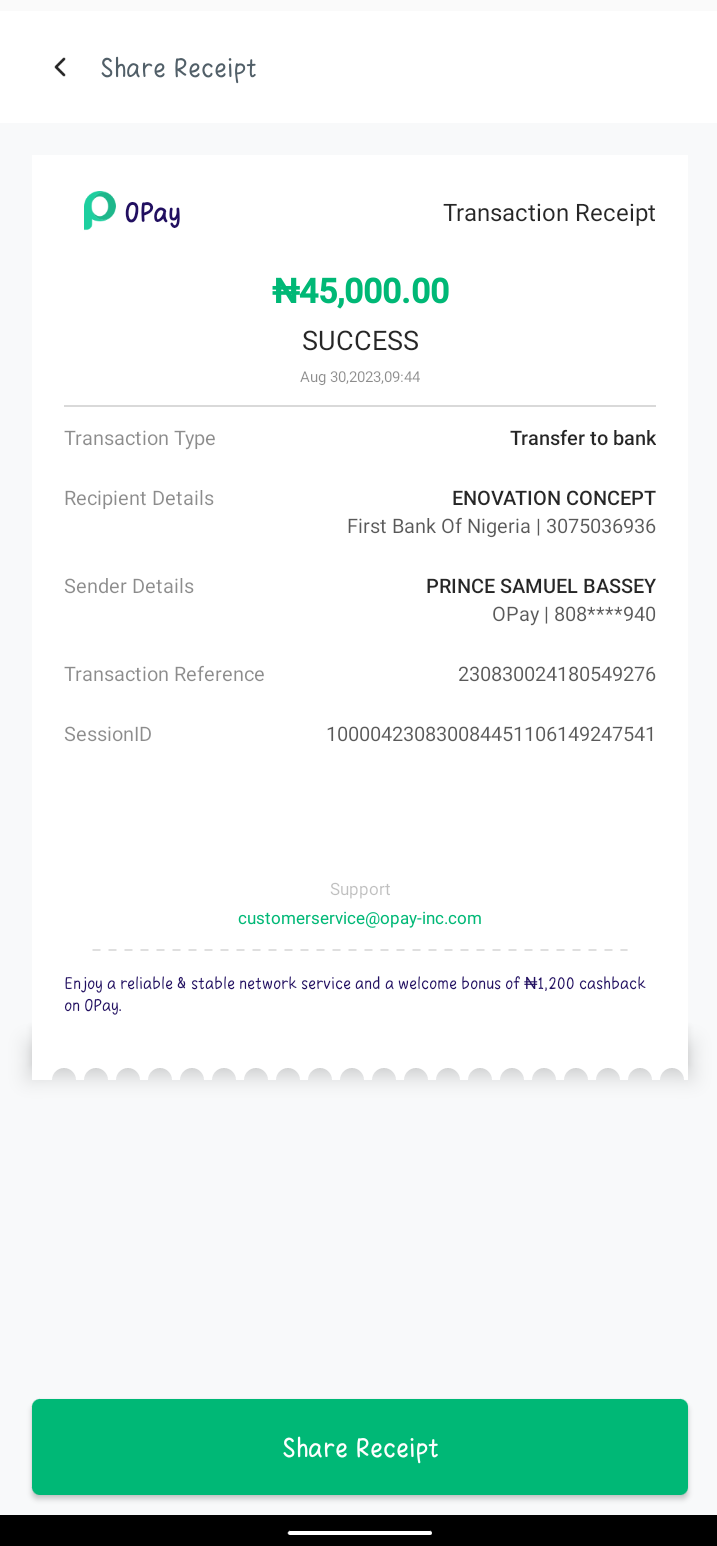 Share Receipt
OPay
Transaction Receipt
₦45,000.00
SUCCESS
Aug 30,2023,09:44
Transaction Type
Transfer to bank
Recipient Details
ENOVATION CONCEPT
First Bank Of Nigeria | 3075036936
Sender Details
PRINCE SAMUEL BASSEY
OPay | 808****940
Transaction Reference
230830024180549276
SessionID
100004230830084451106149247541
Support
customerservice@opay-inc.com
Enjoy a reliable & stable network service and a welcome bonus of ₦1,200 cashback
on OPay.
Share Receipt